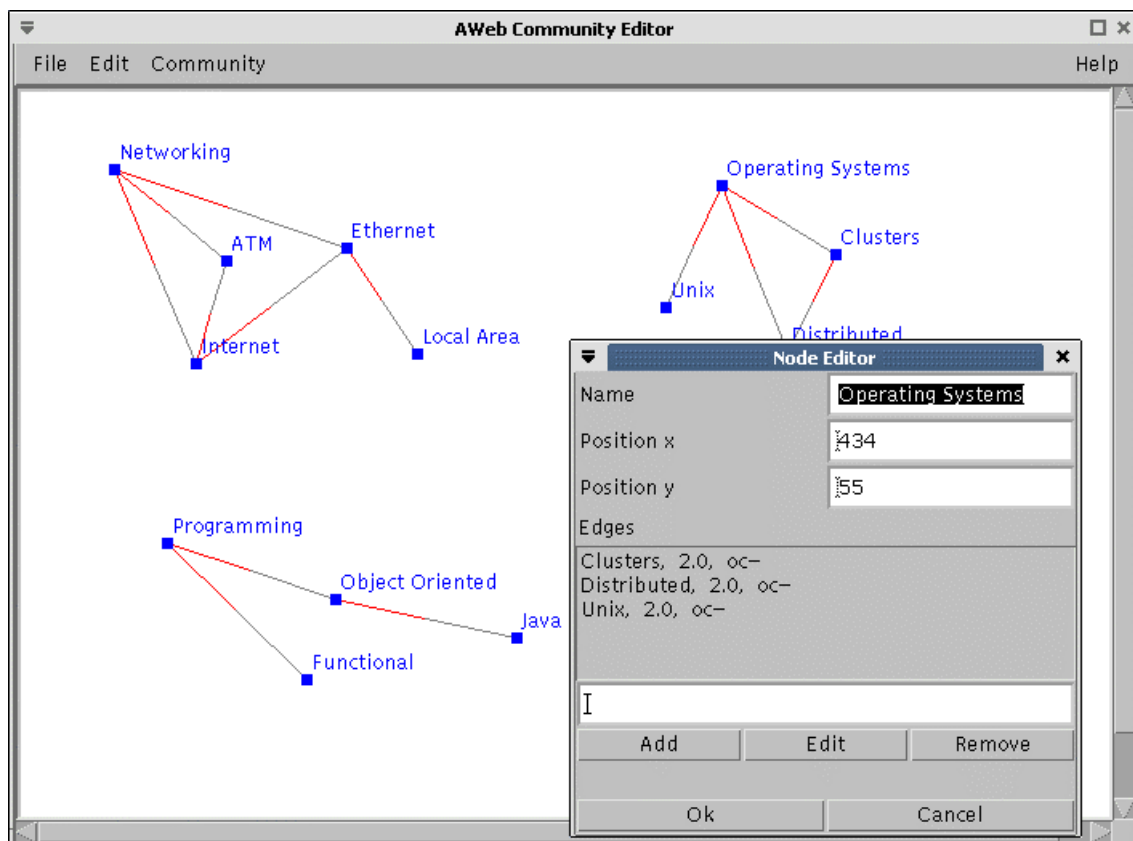 AWeb Community Editor
File Edit Community Help
Networking
Operating Systems
Ethernet
ATM
Clusters
Unix
Internet
Local Area
Distributed
Node Editor
Name Operating Systems
Position x 434
Position y 55
Edges
Clusters, 2.0, oc−
Distributed, 2.0, oc−
Unix, 2.0, oc−
Programming
Object Oriented
Java
Functional
Add Edit Remove
Ok Cancel